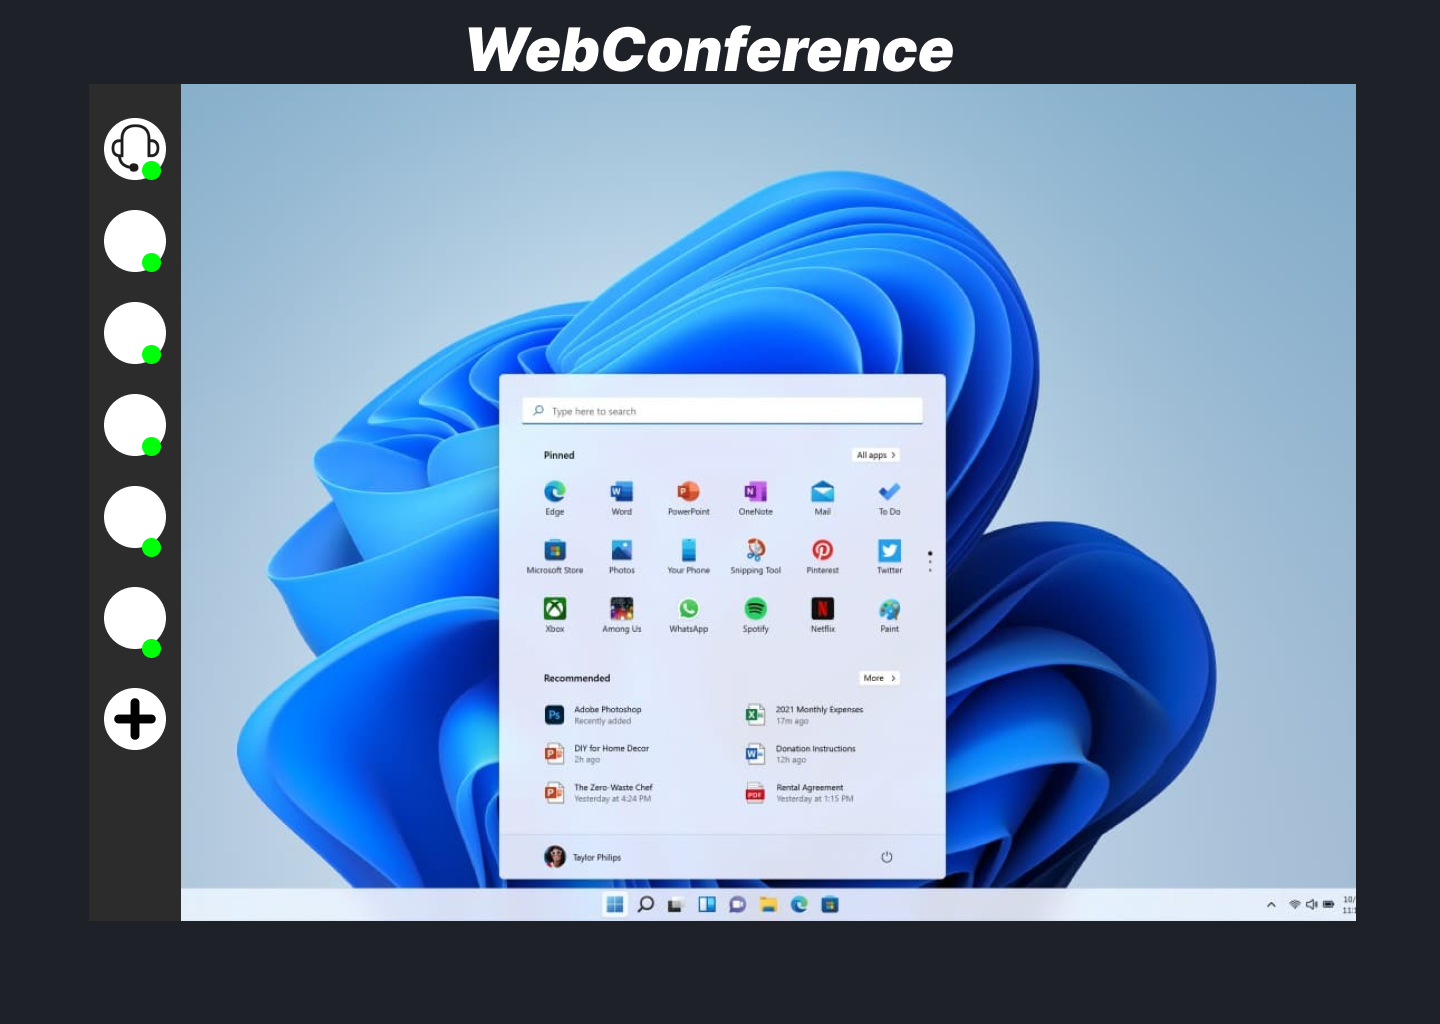 WebConference
Type here to search
Pinned
All apps
Edge
Word
PowerPoint
OneNote
Mail
To Do
Microsoft Store
Photos
Your Phone
Snipping Tool
Pinterest
Twitter
Xbox
Among Us
WhatsApp
Spotify
Netflix
Paint
Recommended
More
Ps
Adobe Photoshop
Recently added
2021 Monthly Expenses
17m ago
DIY for Home Decor
2h ago
Donation Instructions
12h ago
The Zero-Waste Chef
Yesterday at 4:24 PM
PDF
Rental Agreement
Yesterday at 1:15 PM
Taylor Philips
10/